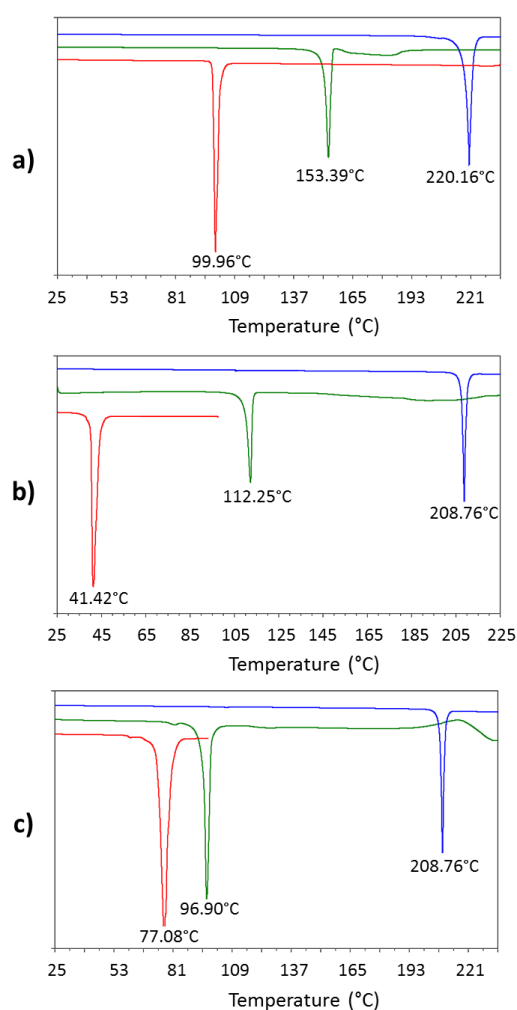 a)
153.39°C
220.16°C
99.96°C
25 53 81 109 137 165 193 221
Temperature (°C)
b)
112.25°C
208.76°C
41.42°C
25 45 65 85 105 125 145 165 185 205 225
Temperature (°C)
c)
208.76°C
96.90°C
77.08°C
25 53 81 109 137 165 193 221
Temperature (°C)